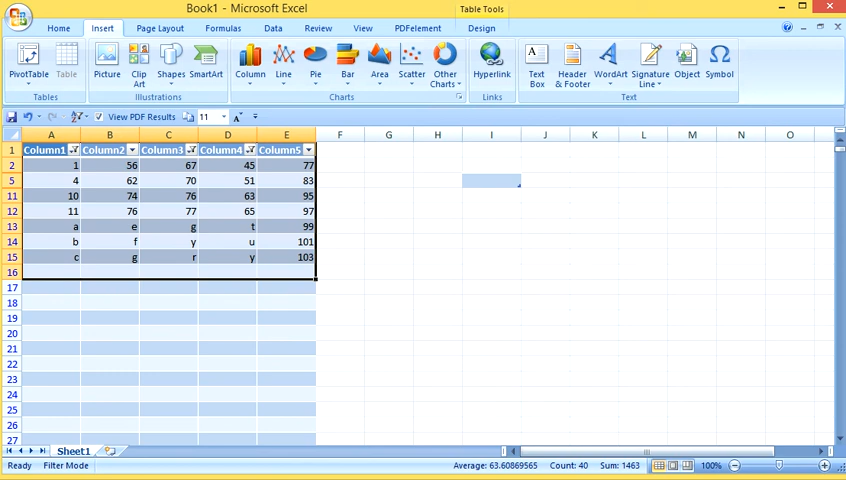 Book1 - Microsoft Excel
Table Tools
Home Insert Page Layout Formulas Data Review View PDFelement Design
PivotTable Table Picture Clip Art Shapes SmartArt Column Line Pie Bar Area Scatter Other Charts Hyperlink Text Box Header & Footer WordArt Signature Line Object Symbol
Tables Illustrations Charts Links Text
View PDF Results 11 A
A B C D E F G H I J K L M N O
1 Column1 Column2 Column3 Column4 Column5
2 1 56 67 45 77
5 4 62 70 51 83
11 10 74 76 63 95
12 11 76 77 65 97
13 a e g t 99
14 b f y u 101
15 c g r y 103
16
17
18
19
20
21
22
23
24
25
26
27
Sheet1
Ready Filter Mode Average: 63.60869565 Count: 40 Sum: 1463 100%